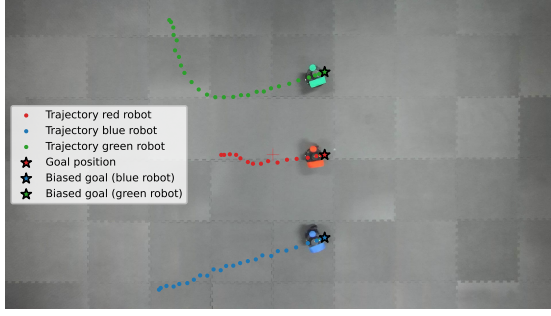 Trajectory red robot
Trajectory blue robot
Trajectory green robot
Goal position
Biased goal (blue robot)
Biased goal (green robot)